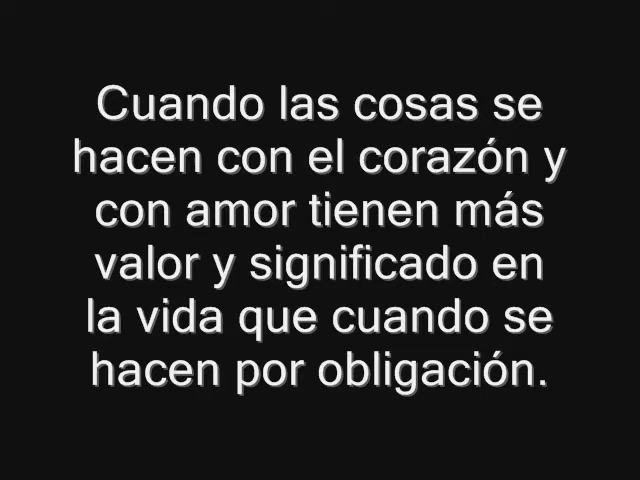 Cuando las cosas se
hacen con el corazón y
con amor tienen más
valor y significado en
la vida que cuando se
hacen por obligación.